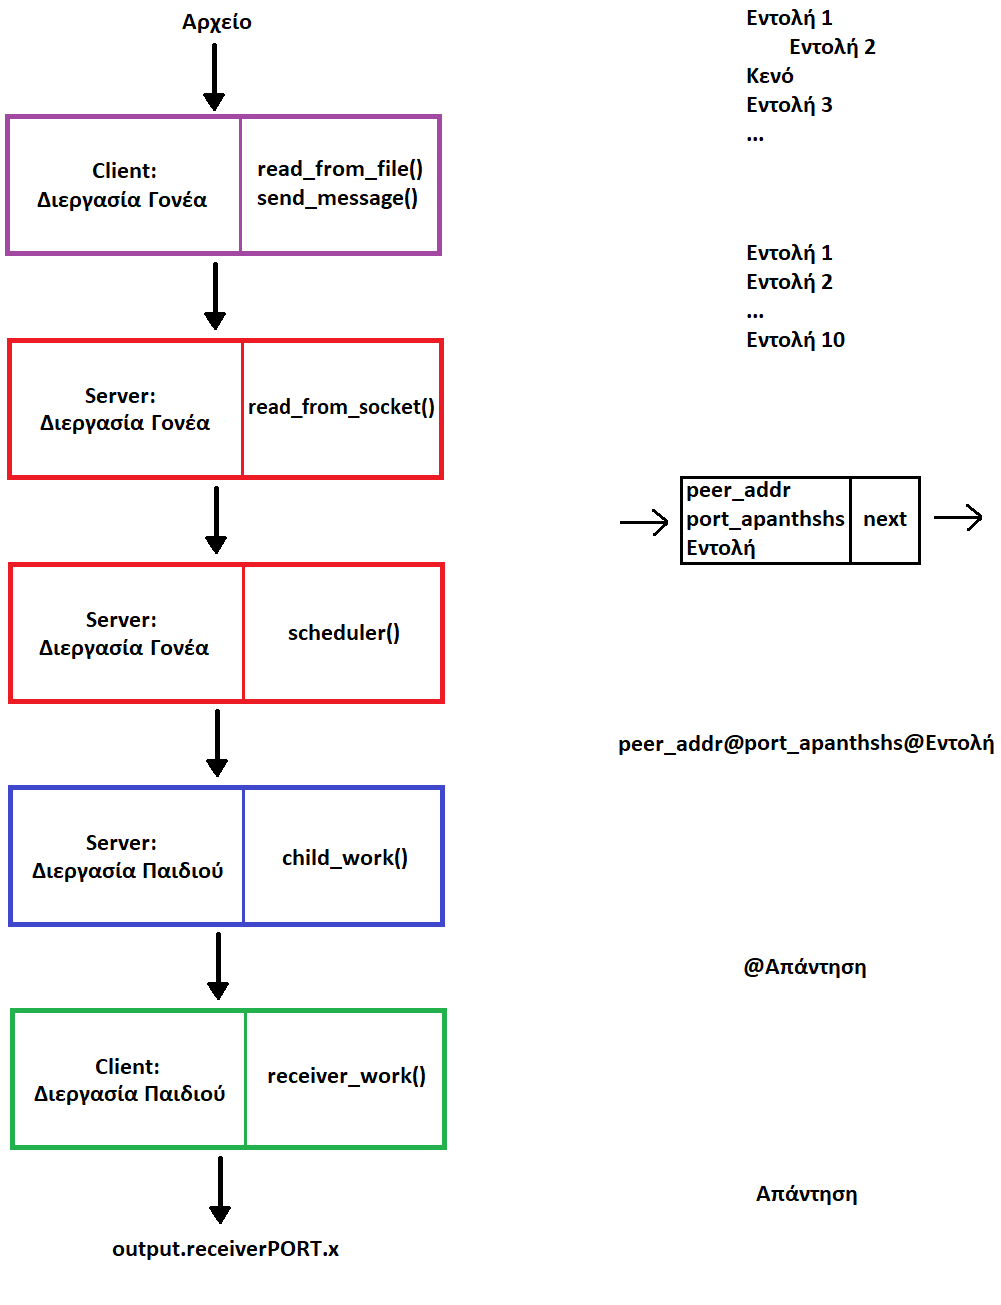 Αρχείο
Εντολή 1
Εντολή 2
Κενό
Εντολή 3
...
Client:
Διεργασία Γονέα
read_from_file()
send_message()
Εντολή 1
Εντολή 2
...
Εντολή 10
Server:
Διεργασία Γονέα
read_from_socket()
peer_addr
port_apanthshs
Εντολή
next
Server:
Διεργασία Γονέα
scheduler()
peer_addr@port_apanthshs@Εντολή
Server:
Διεργασία Παιδιού
child_work()
@Απάντηση
Client:
Διεργασία Παιδιού
receiver_work()
Απάντηση
output.receiverPORT.x